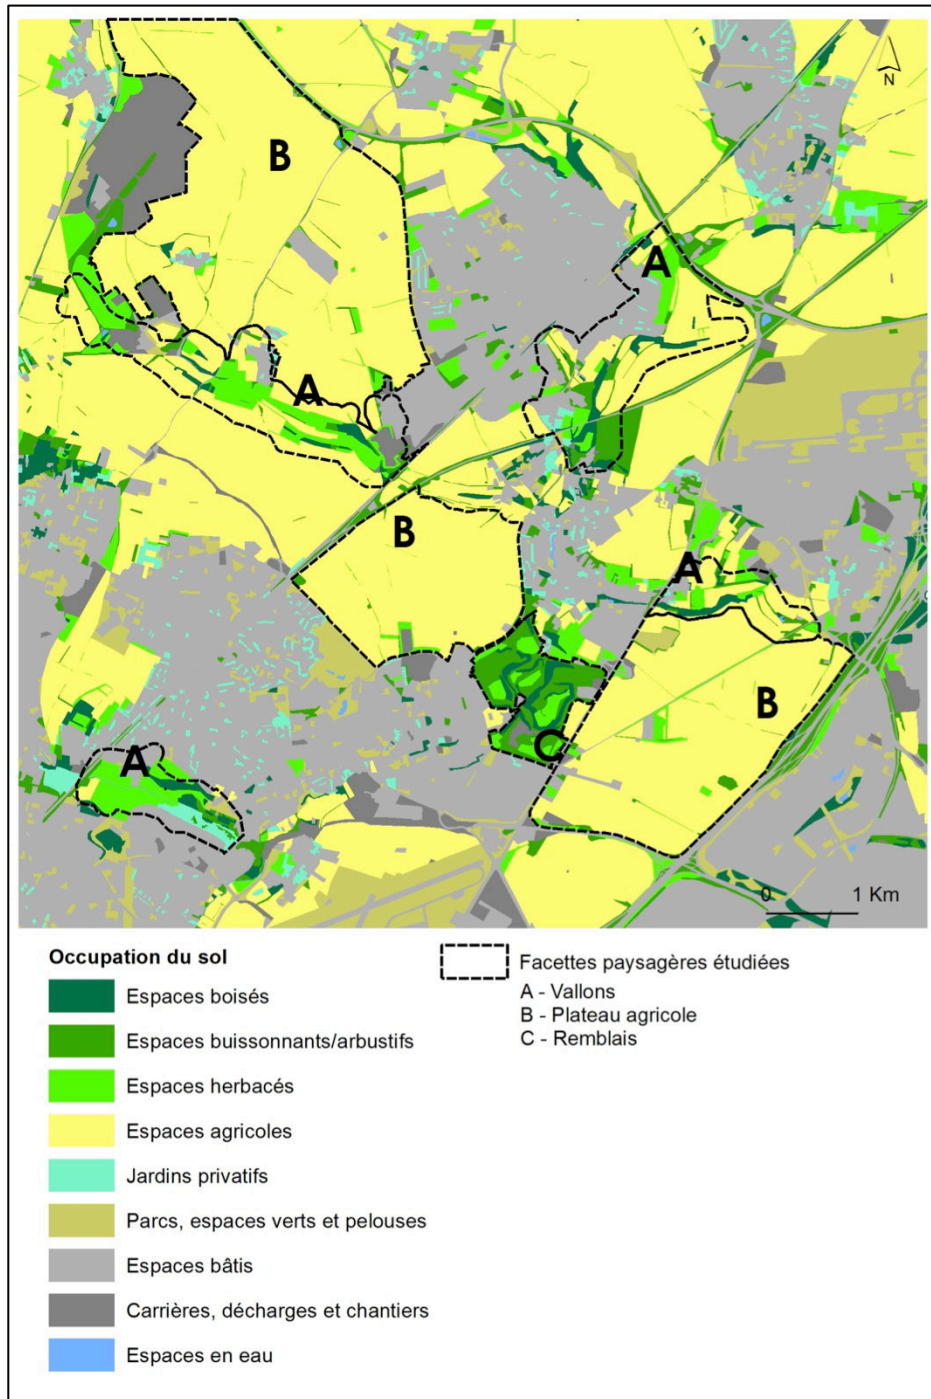 N
B
A
A
B
A
B
A
C
0 1 Km
Occupation du sol
Espaces boisés
Espaces buissonnants/arbustifs
Espaces herbacés
Espaces agricoles
Jardins privatifs
Parcs, espaces verts et pelouses
Espaces bâtis
Carrières, décharges et chantiers
Espaces en eau
Facettes paysagères étudiées
A - Vallons
B - Plateau agricole
C - Remblais